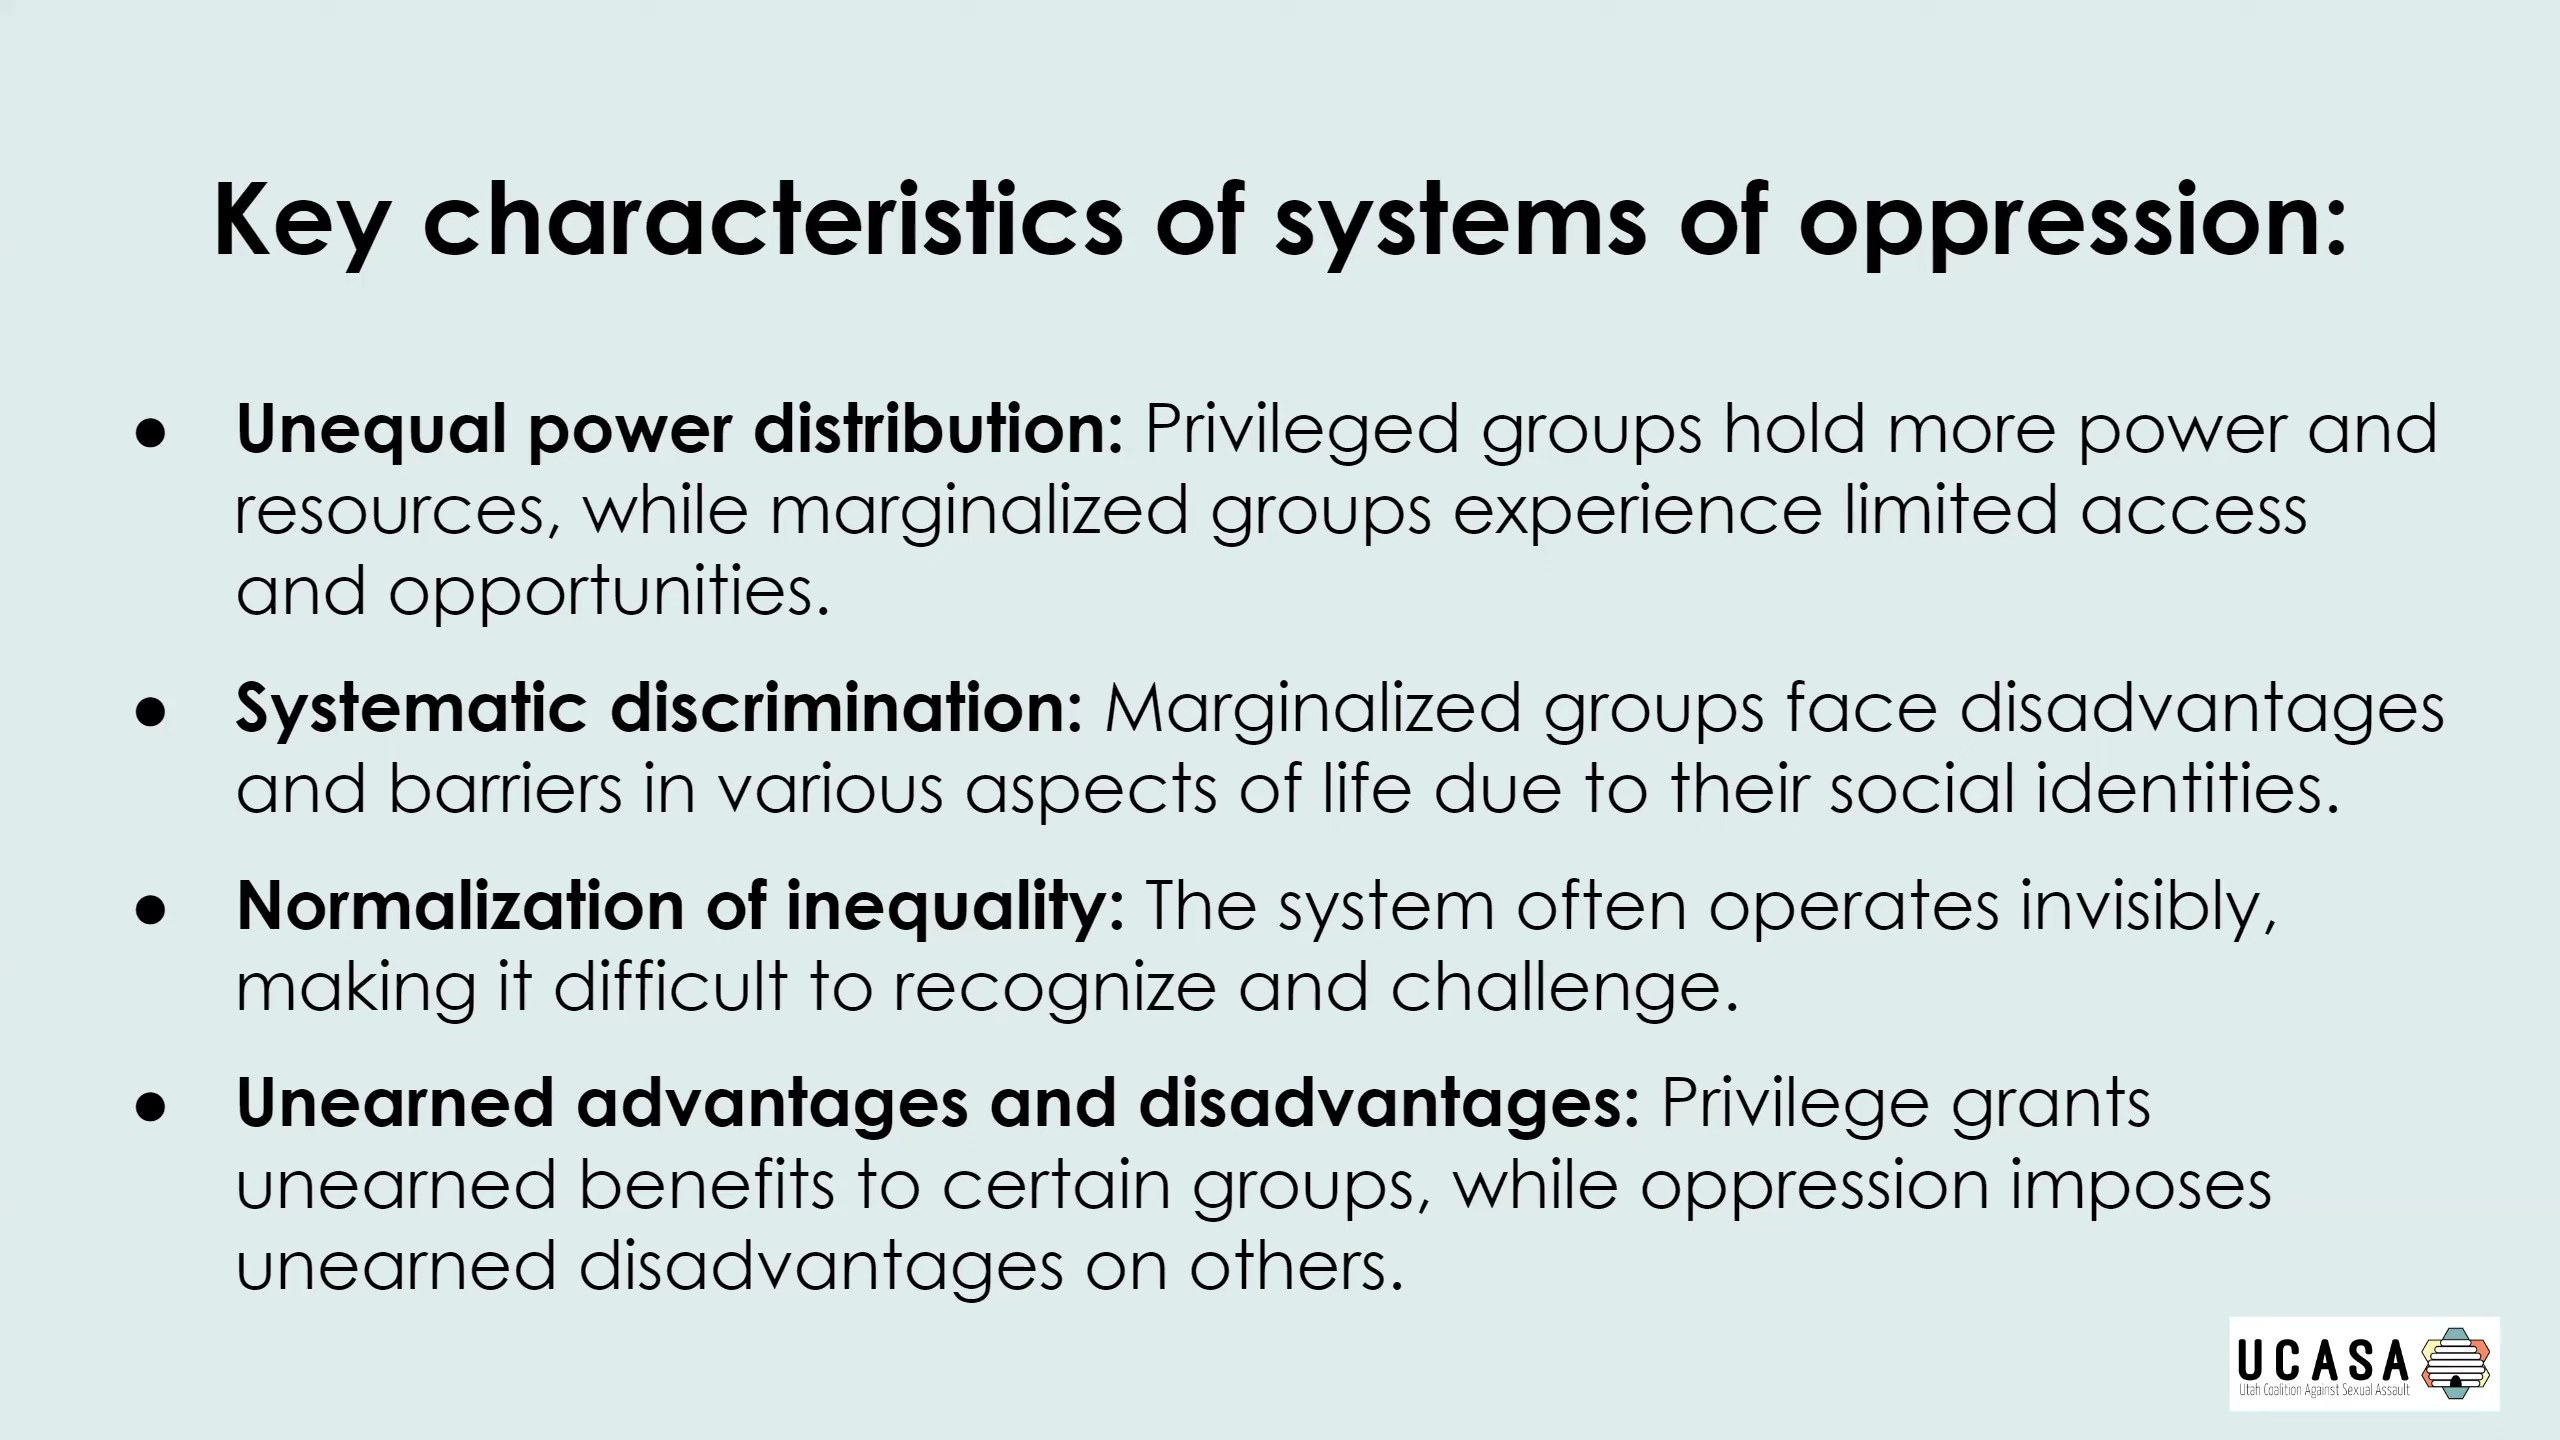 Key characteristics of systems of oppression:
● Unequal power distribution: Privileged groups hold more power and
resources, while marginalized groups experience limited access
and opportunities.
● Systematic discrimination: Marginalized groups face disadvantages
and barriers in various aspects of life due to their social identities.
● Normalization of inequality: The system often operates invisibly,
making it difficult to recognize and challenge.
● Unearned advantages and disadvantages: Privilege grants
unearned benefits to certain groups, while oppression imposes
unearned disadvantages on others.
UCASA
Utah Coalition Against Sexual Assault